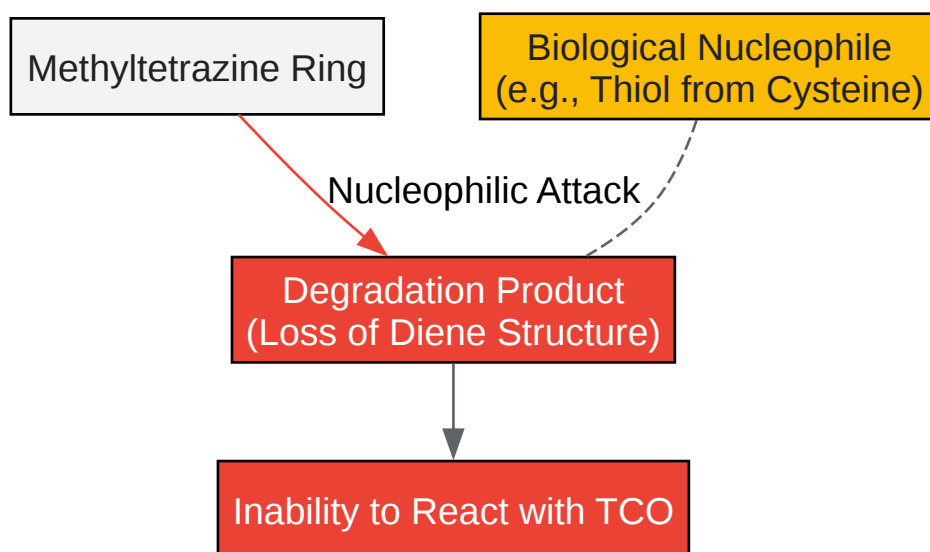 Methyltetrazine Ring
Biological Nucleophile
(e.g., Thiol from Cysteine)
Nucleophilic Attack
Degradation Product
(Loss of Diene Structure)
Inability to React with TCO